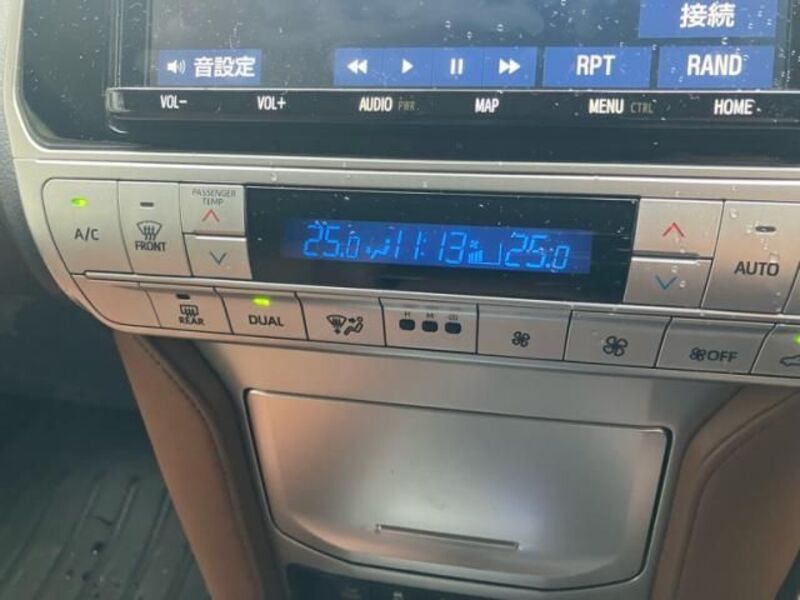 接続
音設定 RPT RAND
VOL- VOL+ AUDIO PWR MAP MENU CTRL HOME
PASSENGER
TEMP
A/C FRONT 25.0 11:13 25.0 AUTO
REAR DUAL H M OFF